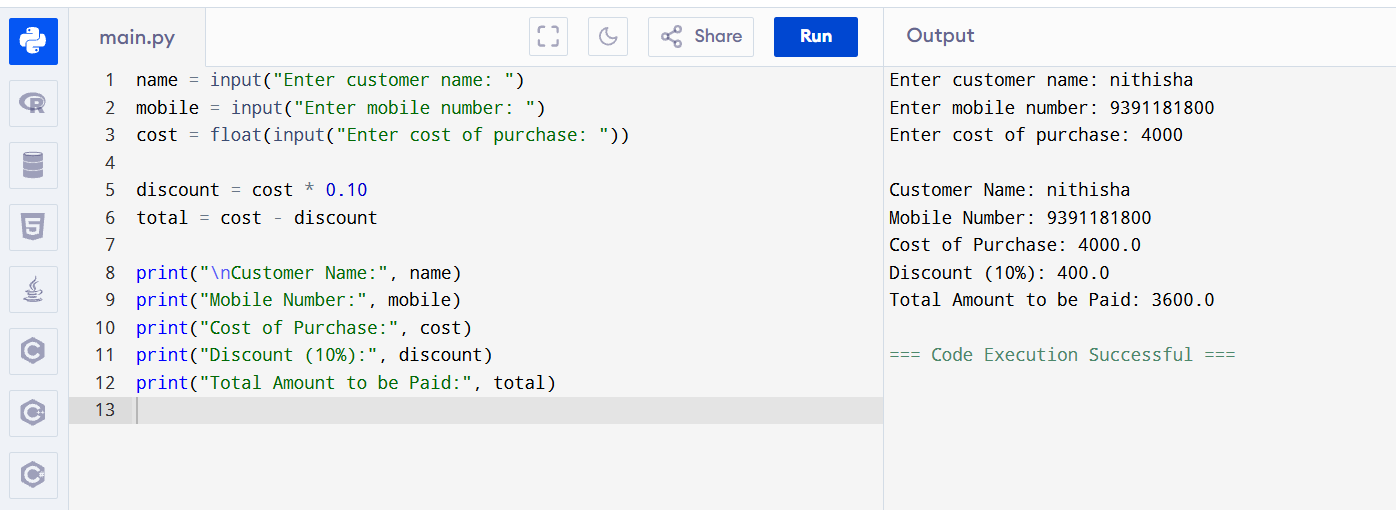 main.py
Share
Run
Output
1 name = input("Enter customer name: ")
2 mobile = input("Enter mobile number: ")
3 cost = float(input("Enter cost of purchase: "))
4
5 discount = cost * 0.10
6 total = cost - discount
7
8 print("\nCustomer Name:", name)
9 print("Mobile Number:", mobile)
10 print("Cost of Purchase:", cost)
11 print("Discount (10%):", discount)
12 print("Total Amount to be Paid:", total)
13
Enter customer name: nithisha
Enter mobile number: 9391181800
Enter cost of purchase: 4000
Customer Name: nithisha
Mobile Number: 9391181800
Cost of Purchase: 4000.0
Discount (10%): 400.0
Total Amount to be Paid: 3600.0
=== Code Execution Successful ===